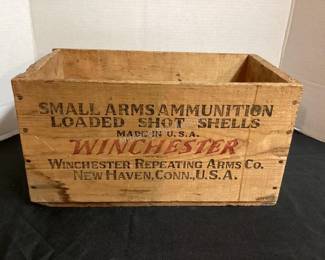 SMALL ARMS AMMUNITION
LOADED SHOT SHELLS
MADE IN U.S.A.
WINCHESTER
WINCHESTER REPEATING ARMS CO.
NEW HAVEN, CONN., U.S.A.